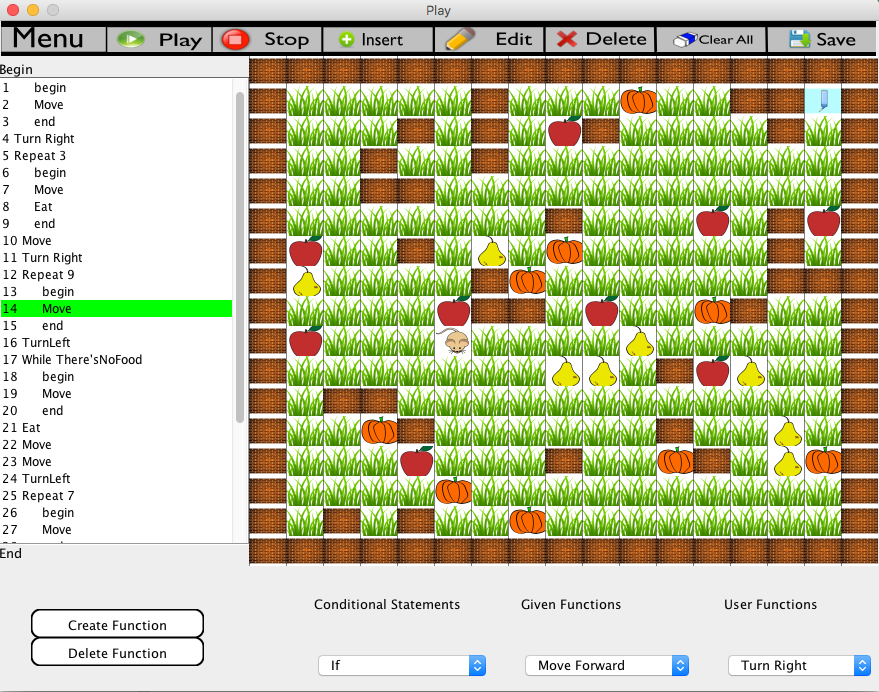 Play
Menu Play Stop Insert Edit Delete Clear All Save
Begin
1 begin
2 Move
3 end
4 Turn Right
5 Repeat 3
6 begin
7 Move
8 Eat
9 end
10 Move
11 Turn Right
12 Repeat 9
13 begin
14 Move
15 end
16 TurnLeft
17 While There'sNoFood
18 begin
19 Move
20 end
21 Eat
22 Move
23 Move
24 TurnLeft
25 Repeat 7
26 begin
27 Move
End
Conditional Statements Given Functions User Functions
Create Function
Delete Function
If Move Forward Turn Right